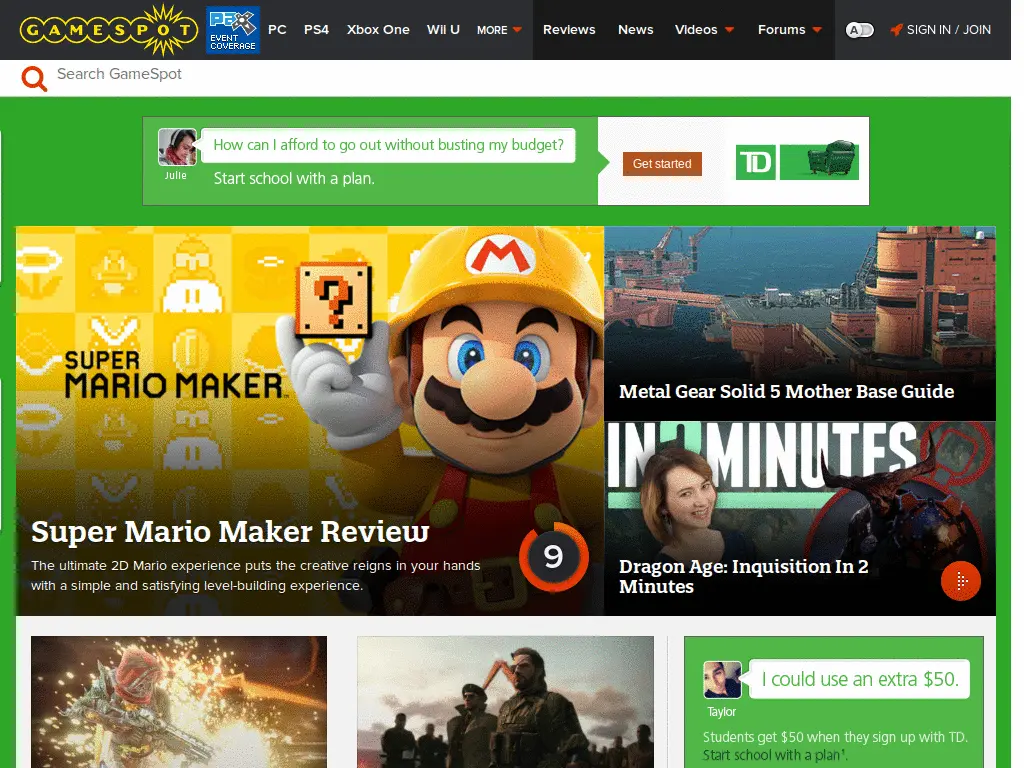 GAMESPOT
PAX
EVENT
COVERAGE
PC PS4 Xbox One Wii U MORE Reviews News Videos Forums A SIGN IN / JOIN
Search GameSpot
How can I afford to go out without busting my budget?
Julie
Start school with a plan.
Get started
TD
?
M
SUPER
MARIO MAKER™
Super Mario Maker Review
The ultimate 2D Mario experience puts the creative reigns in your hands
with a simple and satisfying level-building experience.
9
Metal Gear Solid 5 Mother Base Guide
IN 2 MINUTES
Dragon Age: Inquisition In 2
Minutes
I could use an extra $50.
Taylor
Students get $50 when they sign up with TD.
Start school with a plan¹.